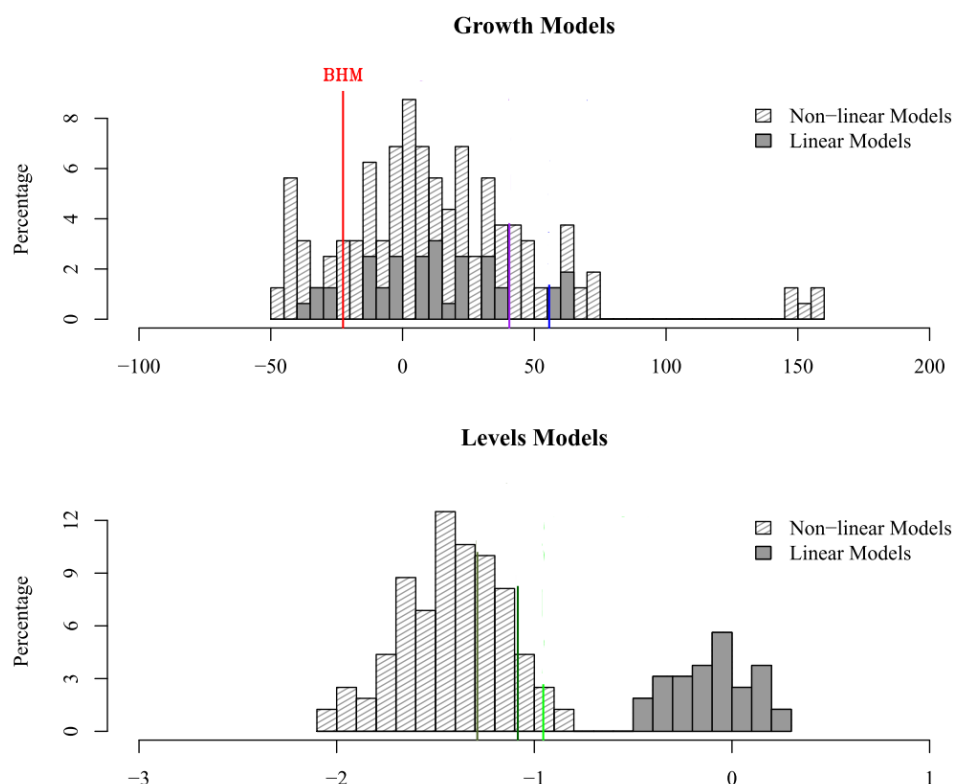 Growth Models
BHM
Non−linear Models
Linear Models
Percentage
8
6
4
2
0
−100 −50 0 50 100 150 200
Levels Models
Non−linear Models
Linear Models
Percentage
12
9
6
3
0
−3 −2 −1 0 1